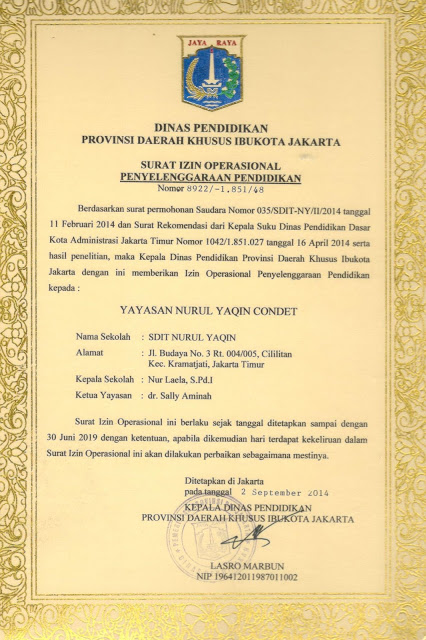 JAYA RAYA
DINAS PENDIDIKAN
PROVINSI DAERAH KHUSUS IBUKOTA JAKARTA
SURAT IZIN OPERASIONAL
PENYELENGGARAAN PENDIDIKAN
Nomor 8922/-1.851/48
Berdasarkan surat permohonan Saudara Nomor 035/SDIT-NY/II/2014 tanggal
11 Februari 2014 dan Surat Rekomendasi dari Kepala Suku Dinas Pendidikan Dasar
Kota Administrasi Jakarta Timur Nomor 1042/1.851.027 tanggal 16 April 2014 serta
hasil penelitian, maka Kepala Dinas Pendidikan Provinsi Daerah Khusus Ibukota
Jakarta dengan ini memberikan Izin Operasional Penyelenggaraan Pendidikan
kepada :
YAYASAN NURUL YAQIN CONDET
Nama Sekolah : SDIT NURUL YAQIN
Alamat : Jl. Budaya No. 3 Rt. 004/005, Cililitan
Kec. Kramatjati, Jakarta Timur
Kepala Sekolah : Nur Laela, S.Pd.I
Ketua Yayasan : dr. Sally Aminah
Surat Izin Operasional ini berlaku sejak tanggal ditetapkan sampai dengan
30 Juni 2019 dengan ketentuan, apabila dikemudian hari terdapat kekeliruan dalam
Surat Izin Operasional ini akan dilakukan perbaikan sebagaimana mestinya.
Ditetapkan di Jakarta
pada tanggal 2 September 2014
KEPALA DINAS PENDIDIKAN
PROVINSI DAERAH KHUSUS IBUKOTA JAKARTA
LASRO MARBUN
NIP 196412011987011002